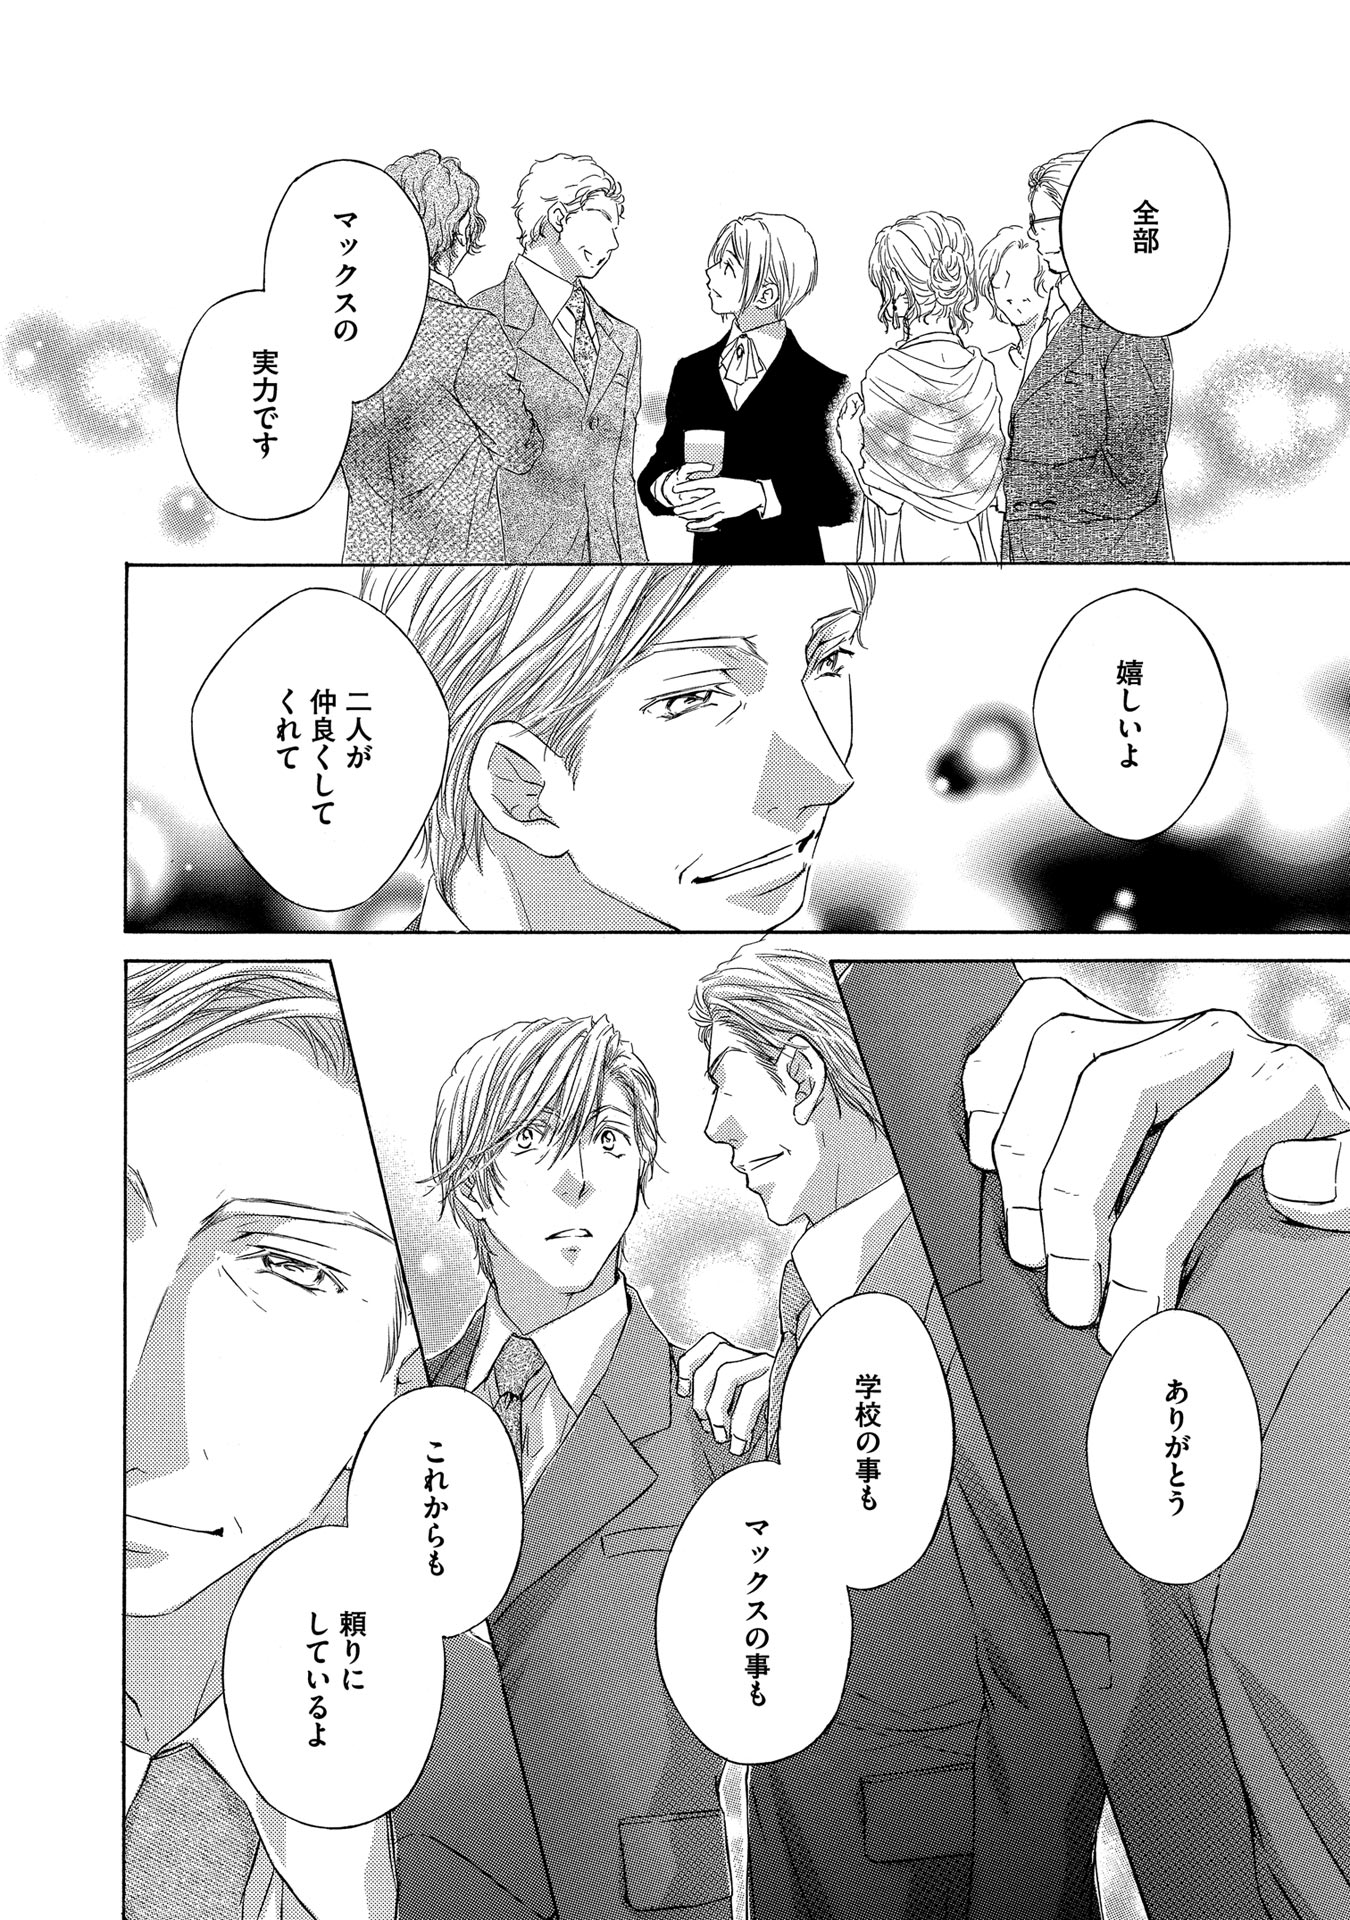 全部
マックスの
実力です
嬉しいよ
二人が
仲良くして
くれて
ありがとう
学校の事も
マックスの事も
これからも
頼りに
しているよ